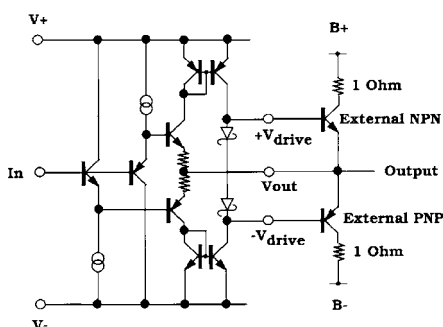 V+
B+
1 Ohm
External NPN
+Vdrive
In
Vout
Output
-Vdrive
External PNP
1 Ohm
V-
B-